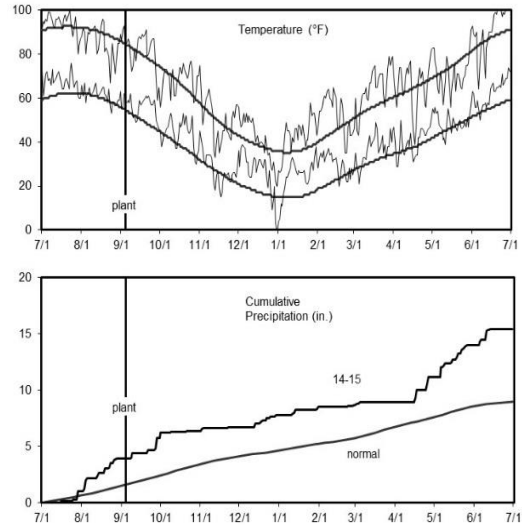 100
Temperature (°F)
80
60
40
20
plant
0
7/1 8/1 9/1 10/1 11/1 12/1 1/1 2/1 3/1 4/1 5/1 6/1 7/1
20
Cumulative
Precipitation (in.)
15
14-15
10
plant
5
normal
0
7/1 8/1 9/1 10/1 11/1 12/1 1/1 2/1 3/1 4/1 5/1 6/1 7/1